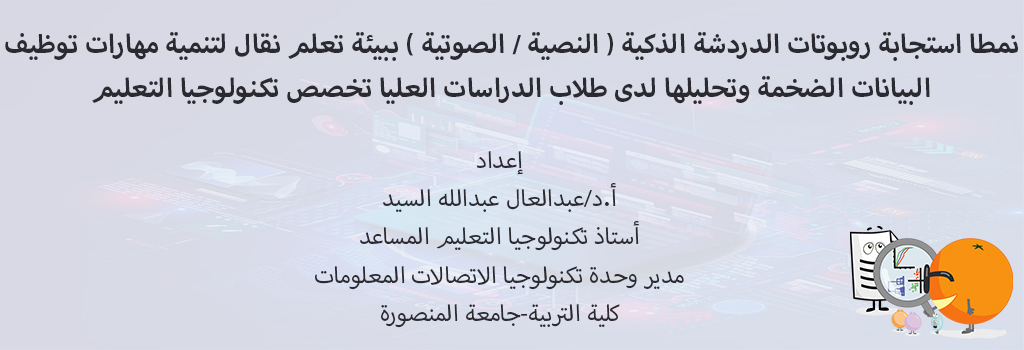 نمطا استجابة روبوتات الدردشة الذكية ( النصية / الصوتية ) ببيئة تعلم نقال لتنمية مهارات توظيف
البيانات الضخمة وتحليلها لدى طلاب الدراسات العليا تخصص تكنولوجيا التعليم
إعداد
أ.د/عبدالعال عبدالله السيد
أستاذ تكنولوجيا التعليم المساعد
مدير وحدة تكنولوجيا الاتصالات المعلومات
كلية التربية-جامعة المنصورة